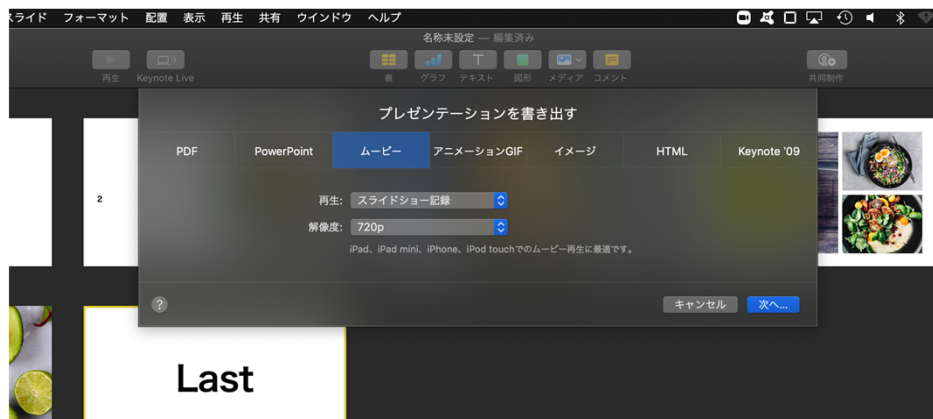 スライド フォーマット 配置 表示 再生 共有 ウインドウ ヘルプ
名称未設定 — 編集済み
再生 Keynote Live 表 グラフ テキスト 図形 メディア コメント 共同制作
プレゼンテーションを書き出す
PDF PowerPoint ムービー アニメーションGIF イメージ HTML Keynote '09
2
再生: スライドショー記録
解像度: 720p
iPad、iPad mini、iPhone、iPod touchでのムービー再生に最適です。
? キャンセル 次へ...
Last